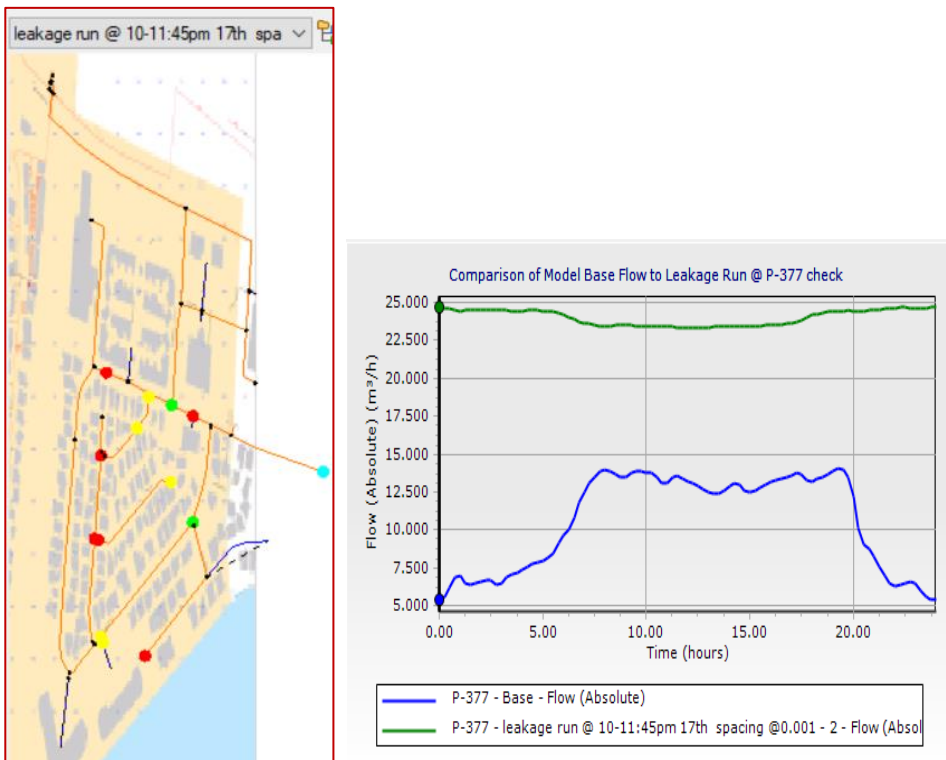 leakage run @ 10-11:45pm 17th spa
Comparison of Model Base Flow to Leakage Run @ P-377 check
Flow (Absolute) (m³/h)
25.000
22.500
20.000
17.500
15.000
12.500
10.000
7.500
5.000
0.00 5.00 10.00 15.00 20.00
Time (hours)
P-377 - Base - Flow (Absolute)
P-377 - leakage run @ 10-11:45pm 17th spacing @0.001 - 2 - Flow (Absol